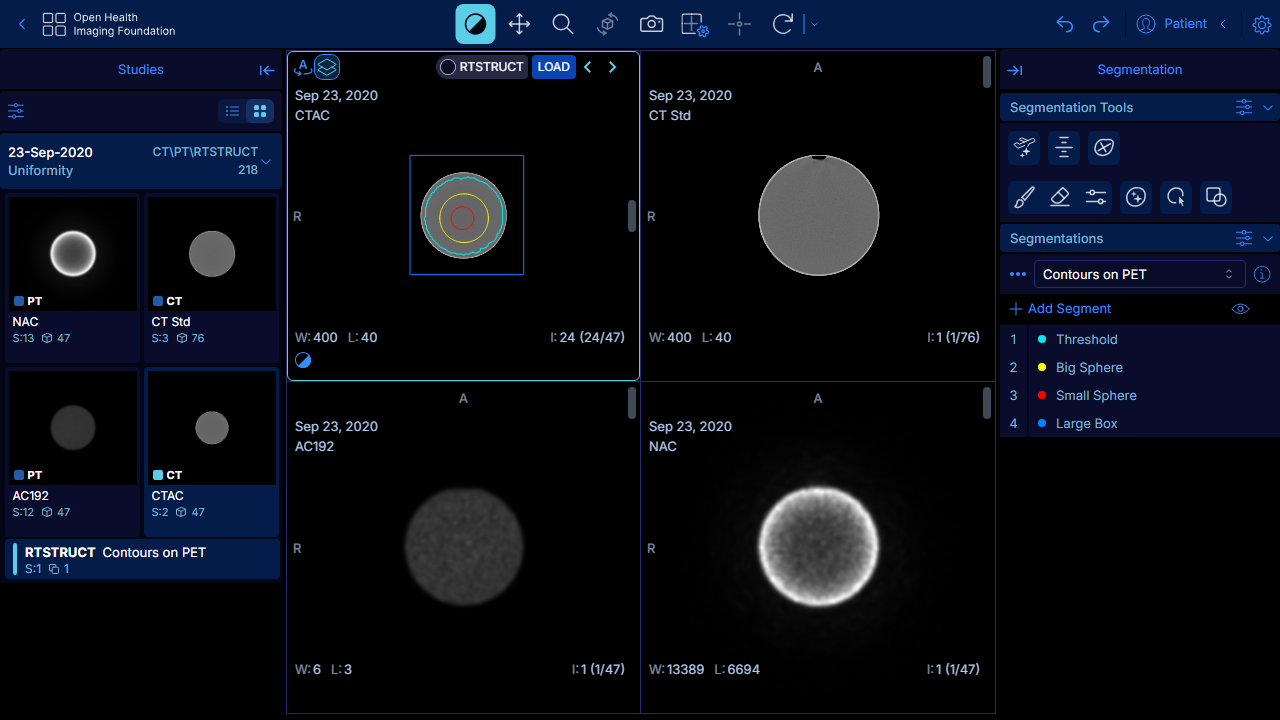 Open Health
Imaging Foundation
Patient
Studies
23-Sep-2020
Uniformity
CT\PT\RTSTRUCT
218
PT
NAC
S:13 47
CT
CT Std
S:3 76
PT
AC192
S:12 47
CT
CTAC
S:2 47
RTSTRUCT Contours on PET
S:1 1
A
RTSTRUCT LOAD
Sep 23, 2020
CTAC
R
W:400 L:40
I:24 (24/47)
A
Sep 23, 2020
CT Std
R
W:400 L:40
I:1 (1/76)
A
Sep 23, 2020
AC192
R
W:6 L:3
I:1 (1/47)
A
Sep 23, 2020
NAC
R
W:13389 L:6694
I:1 (1/47)
Segmentation
Segmentation Tools
Segmentations
Contours on PET
Add Segment
1 Threshold
2 Big Sphere
3 Small Sphere
4 Large Box